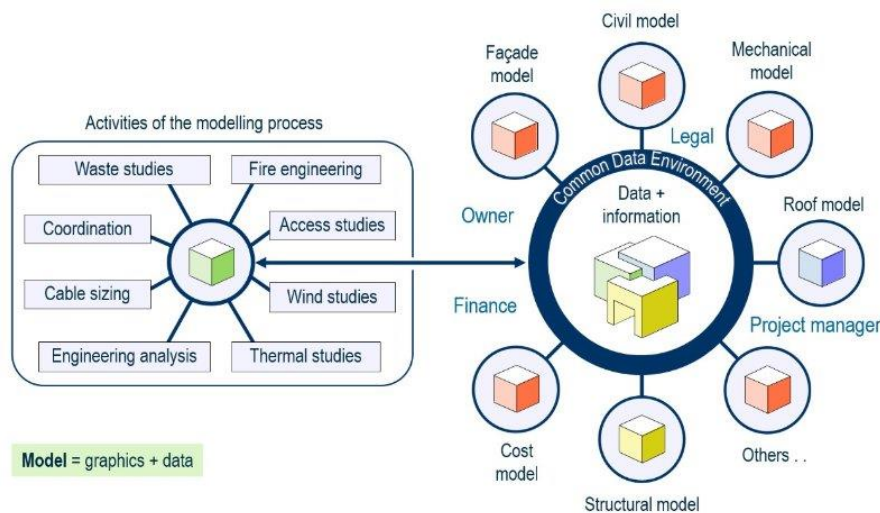 Activities of the modelling process
Waste studies
Fire engineering
Coordination
Access studies
Cable sizing
Wind studies
Engineering analysis
Thermal studies
Model = graphics + data
Civil model
Façade
model
Mechanical
model
Legal
Common Data Environment
Data +
information
Owner
Roof model
Finance
Project manager
Cost
model
Structural model
Others . .